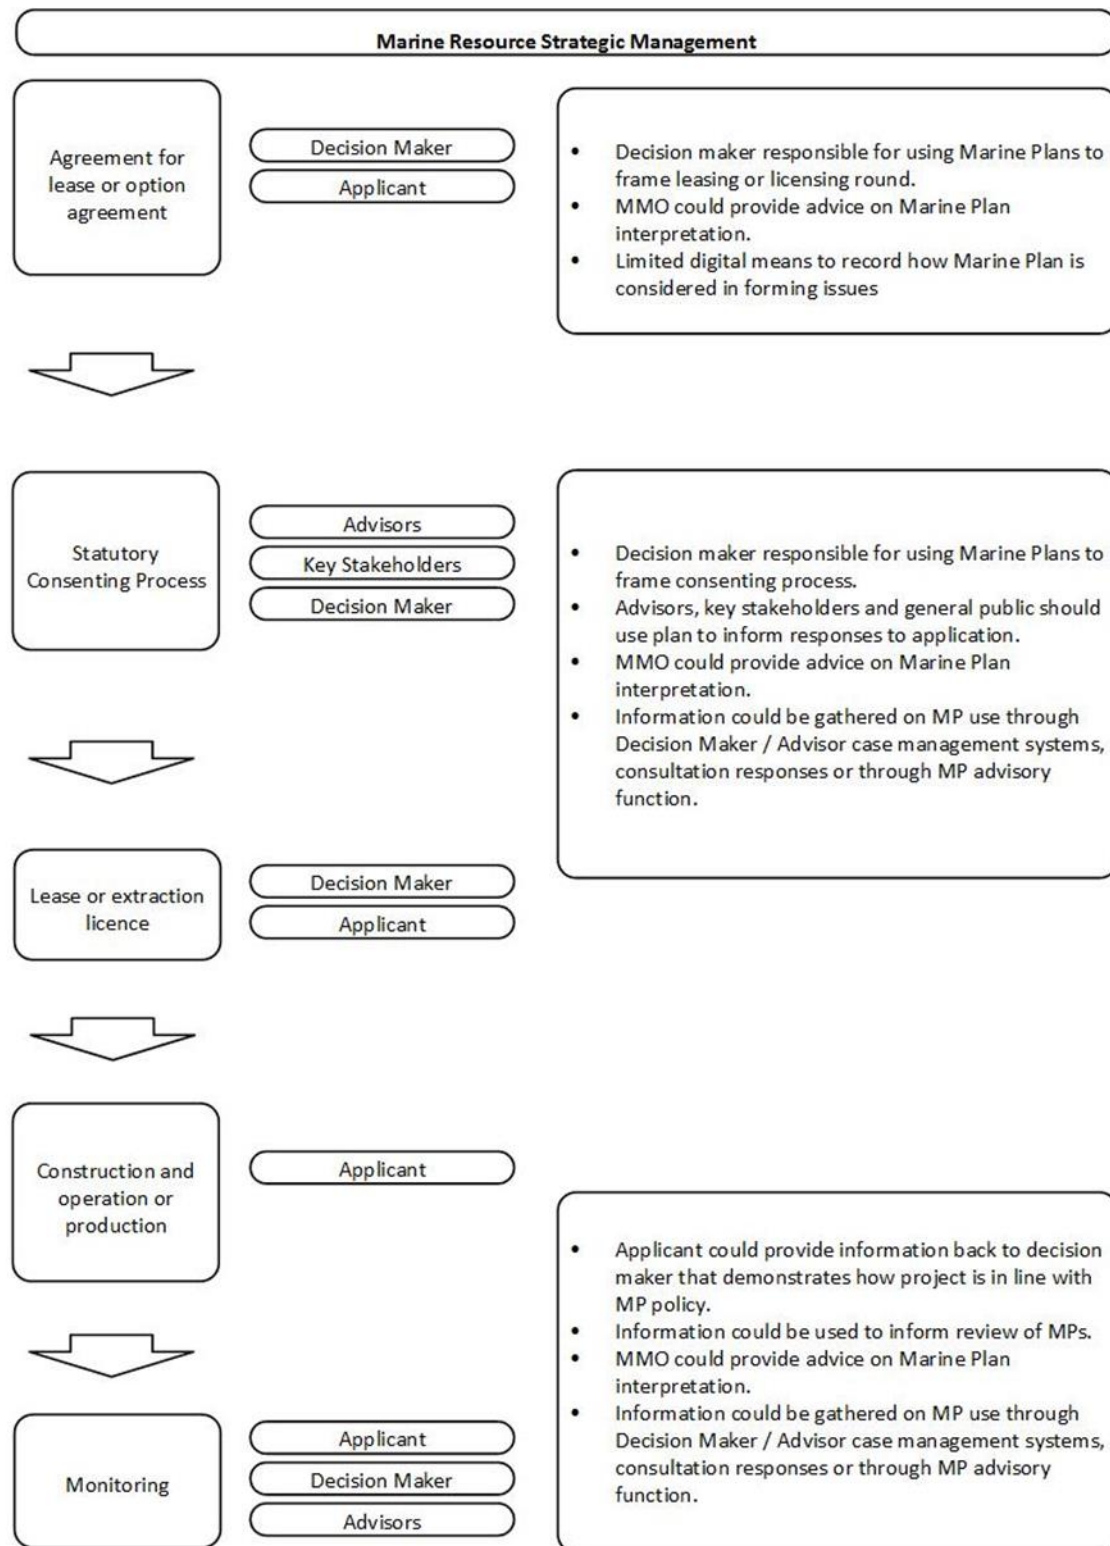 Marine Resource Strategic Management
Agreement for
lease or option
agreement
Decision Maker
Applicant
• Decision maker responsible for using Marine Plans to
frame leasing or licensing round.
• MMO could provide advice on Marine Plan
interpretation.
• Limited digital means to record how Marine Plan is
considered in forming issues
Statutory
Consenting Process
Advisors
Key Stakeholders
Decision Maker
• Decision maker responsible for using Marine Plans to
frame consenting process.
• Advisors, key stakeholders and general public should
use plan to inform responses to application.
• MMO could provide advice on Marine Plan
interpretation.
• Information could be gathered on MP use through
Decision Maker / Advisor case management systems,
consultation responses or through MP advisory
function.
Lease or extraction
licence
Decision Maker
Applicant
Construction and
operation or
production
Applicant
• Applicant could provide information back to decision
maker that demonstrates how project is in line with
MP policy.
• Information could be used to inform review of MPs.
• MMO could provide advice on Marine Plan
interpretation.
• Information could be gathered on MP use through
Decision Maker / Advisor case management systems,
consultation responses or through MP advisory
function.
Monitoring
Applicant
Decision Maker
Advisors